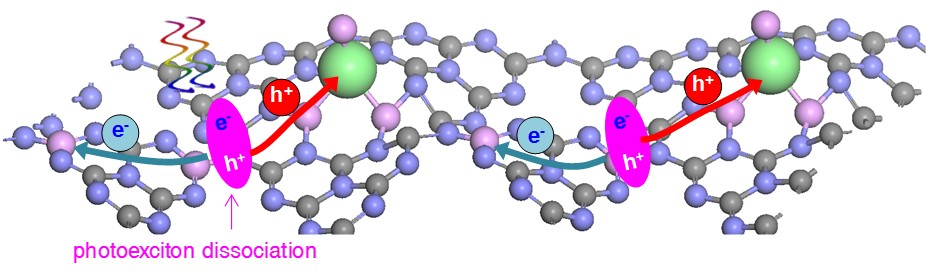 h⁺
h⁺
e⁻
e⁻
e⁻
e⁻
h⁺
h⁺
photoexciton dissociation